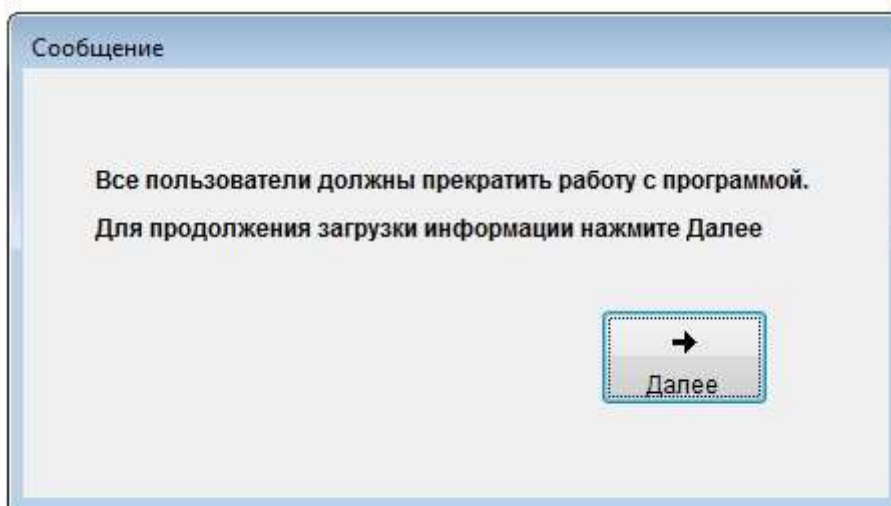 Сообщение
Все пользователи должны прекратить работу с программой.
Для продолжения загрузки информации нажмите Далее
Далее